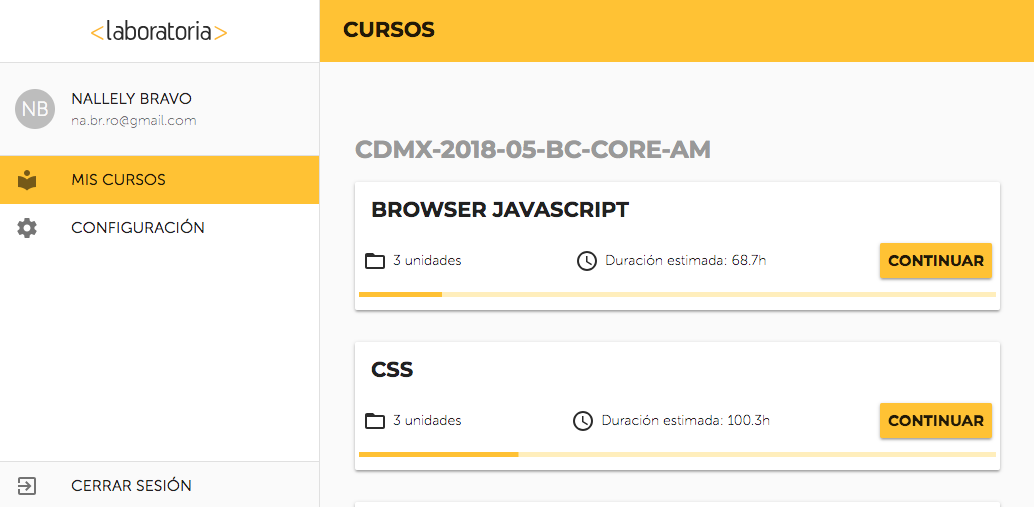 <laboratoria>
CURSOS
NB
NALLELY BRAVO
na.br.ro@gmail.com
MIS CURSOS
CONFIGURACIÓN
CERRAR SESIÓN
CDMX-2018-05-BC-CORE-AM
BROWSER JAVASCRIPT
3 unidades
Duración estimada: 68.7h
CONTINUAR
CSS
3 unidades
Duración estimada: 100.3h
CONTINUAR